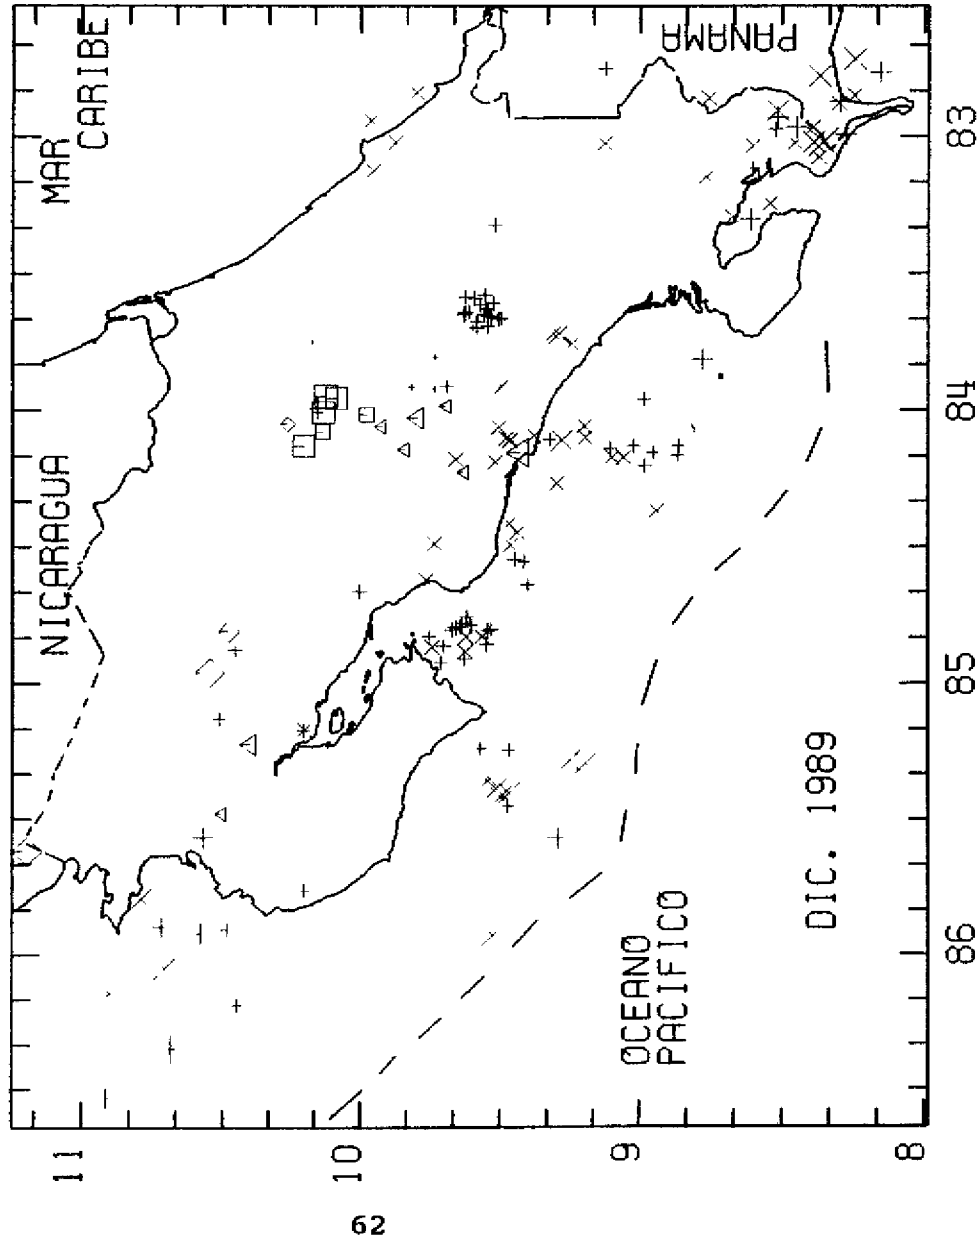 NICARAGUA
MAR
CARIBE
PANAMA
OCEANO
PACIFICO
DIC. 1989
11
10
9
8
86
85
84
83
62